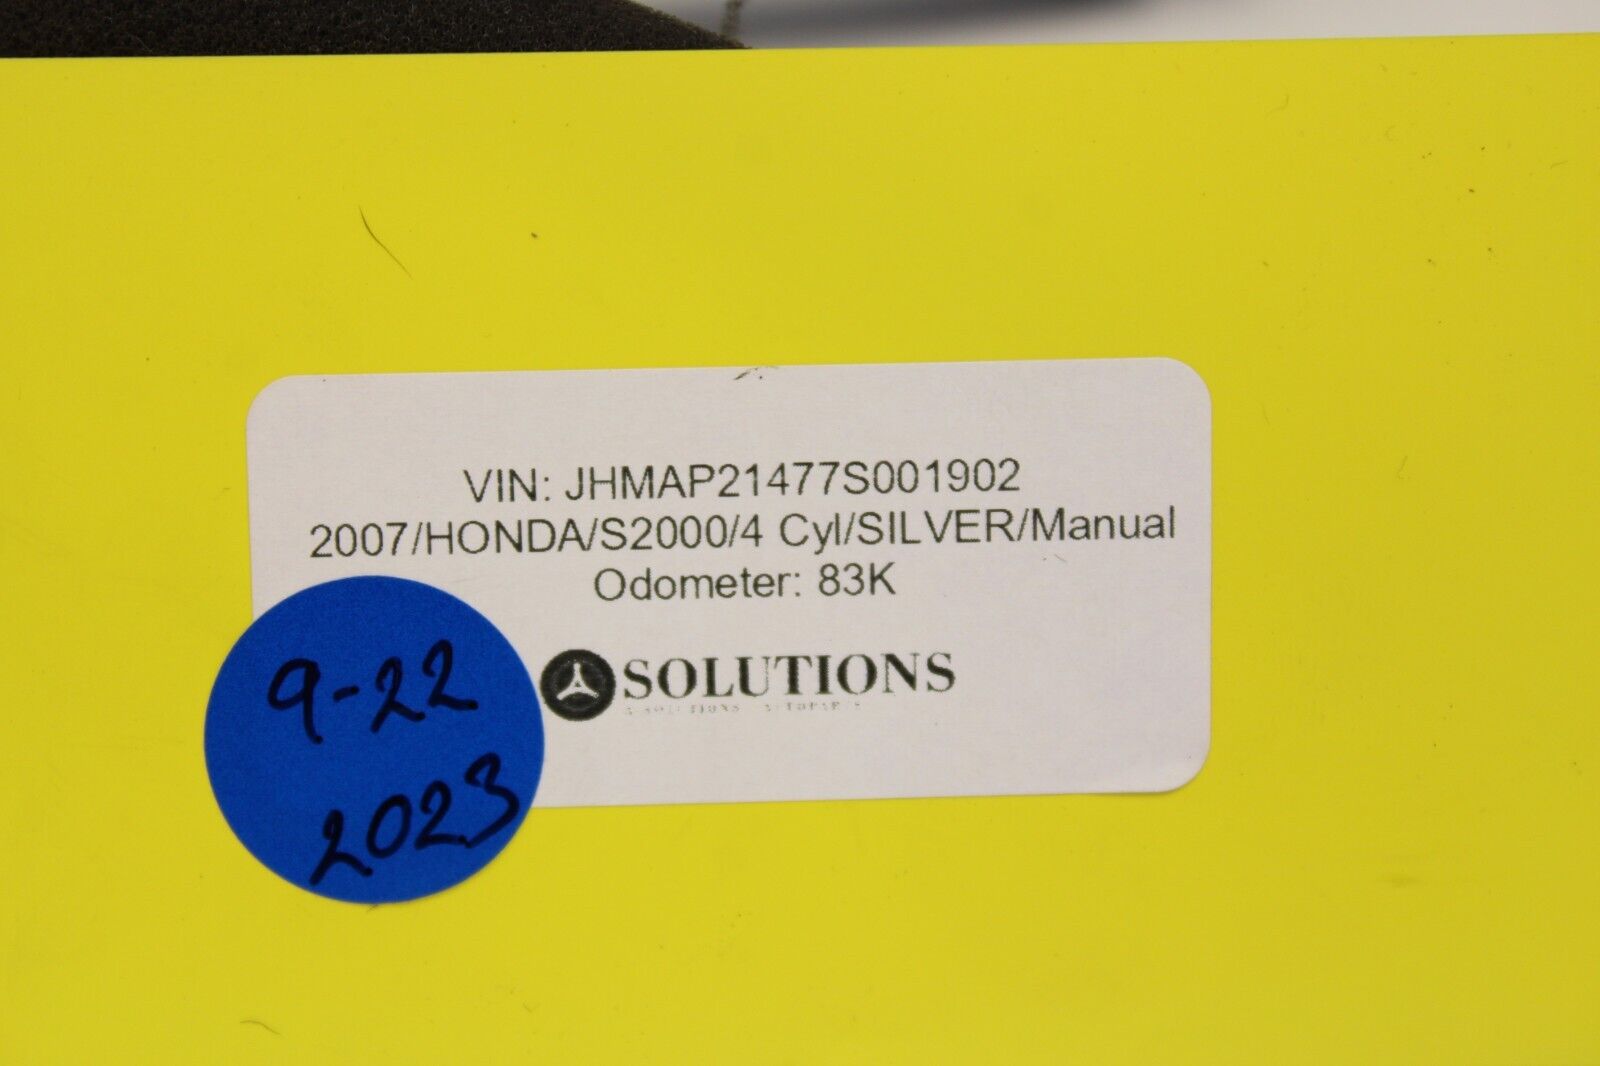 VIN: JHMAP21477S001902
2007/HONDA/S2000/4 Cyl/SILVER/Manual
Odometer: 83K
SOLUTIONS
9-22
2023